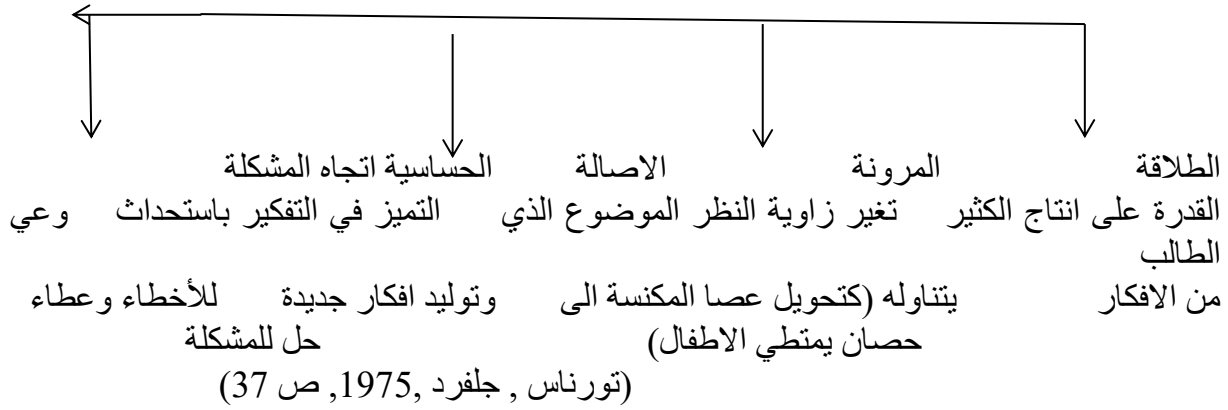 الطلاقة المرونة الاصالة الحساسية اتجاه المشكلة
القدرة على انتاج الكثير تغير زاوية النظر الموضوع الذي التميز في التفكير باستحداث وعي
الطالب
من الافكار يتناوله (كتحويل عصا المكنسة الى وتوليد افكار جديدة للأخطاء وعطاء
حصان يمتطي الاطفال) حل للمشكلة
(تورناس , جلفرد ,1975, ص 37)